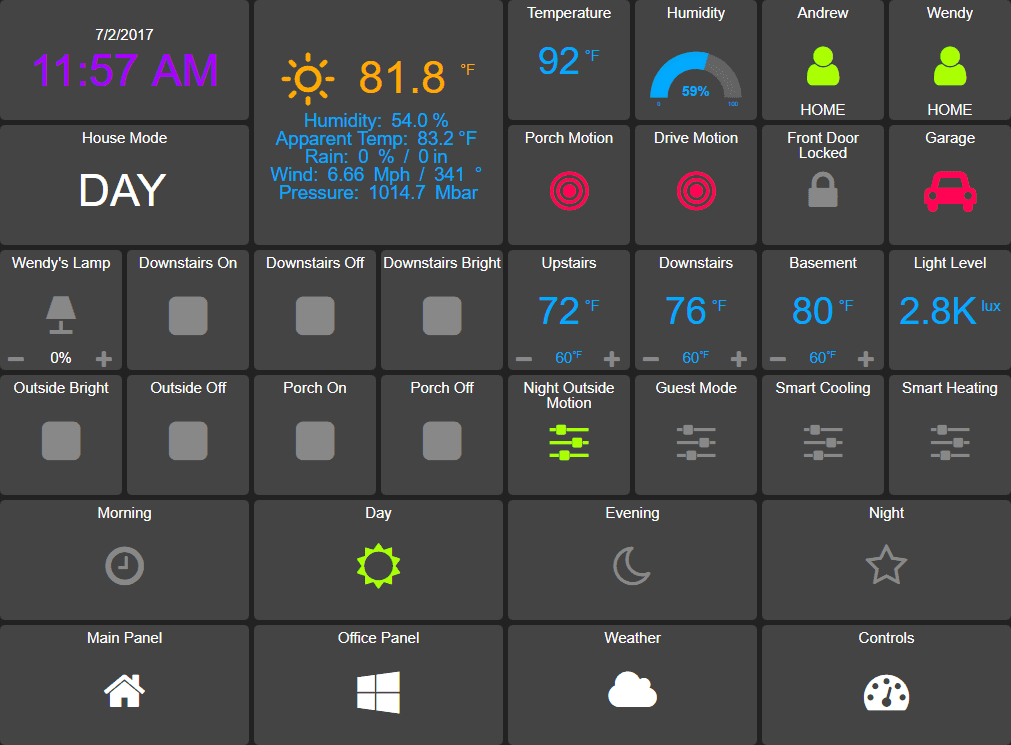 7/2/2017
11:57 AM
81.8 °F
Humidity: 54.0 %
Apparent Temp: 83.2 °F
Rain: 0 % / 0 in
Wind: 6.66 Mph / 341 °
Pressure: 1014.7 Mbar
Temperature
92 °F
Humidity
59%
0 100
Andrew
HOME
Wendy
HOME
House Mode
DAY
Porch Motion
Drive Motion
Front Door
Locked
Garage
Wendy's Lamp
0%
Downstairs On
Downstairs Off
Downstairs Bright
Upstairs
72 °F
60°F
Downstairs
76 °F
60°F
Basement
80 °F
60°F
Light Level
2.8K lux
Outside Bright
Outside Off
Porch On
Porch Off
Night Outside
Motion
Guest Mode
Smart Cooling
Smart Heating
Morning
Day
Evening
Night
Main Panel
Office Panel
Weather
Controls